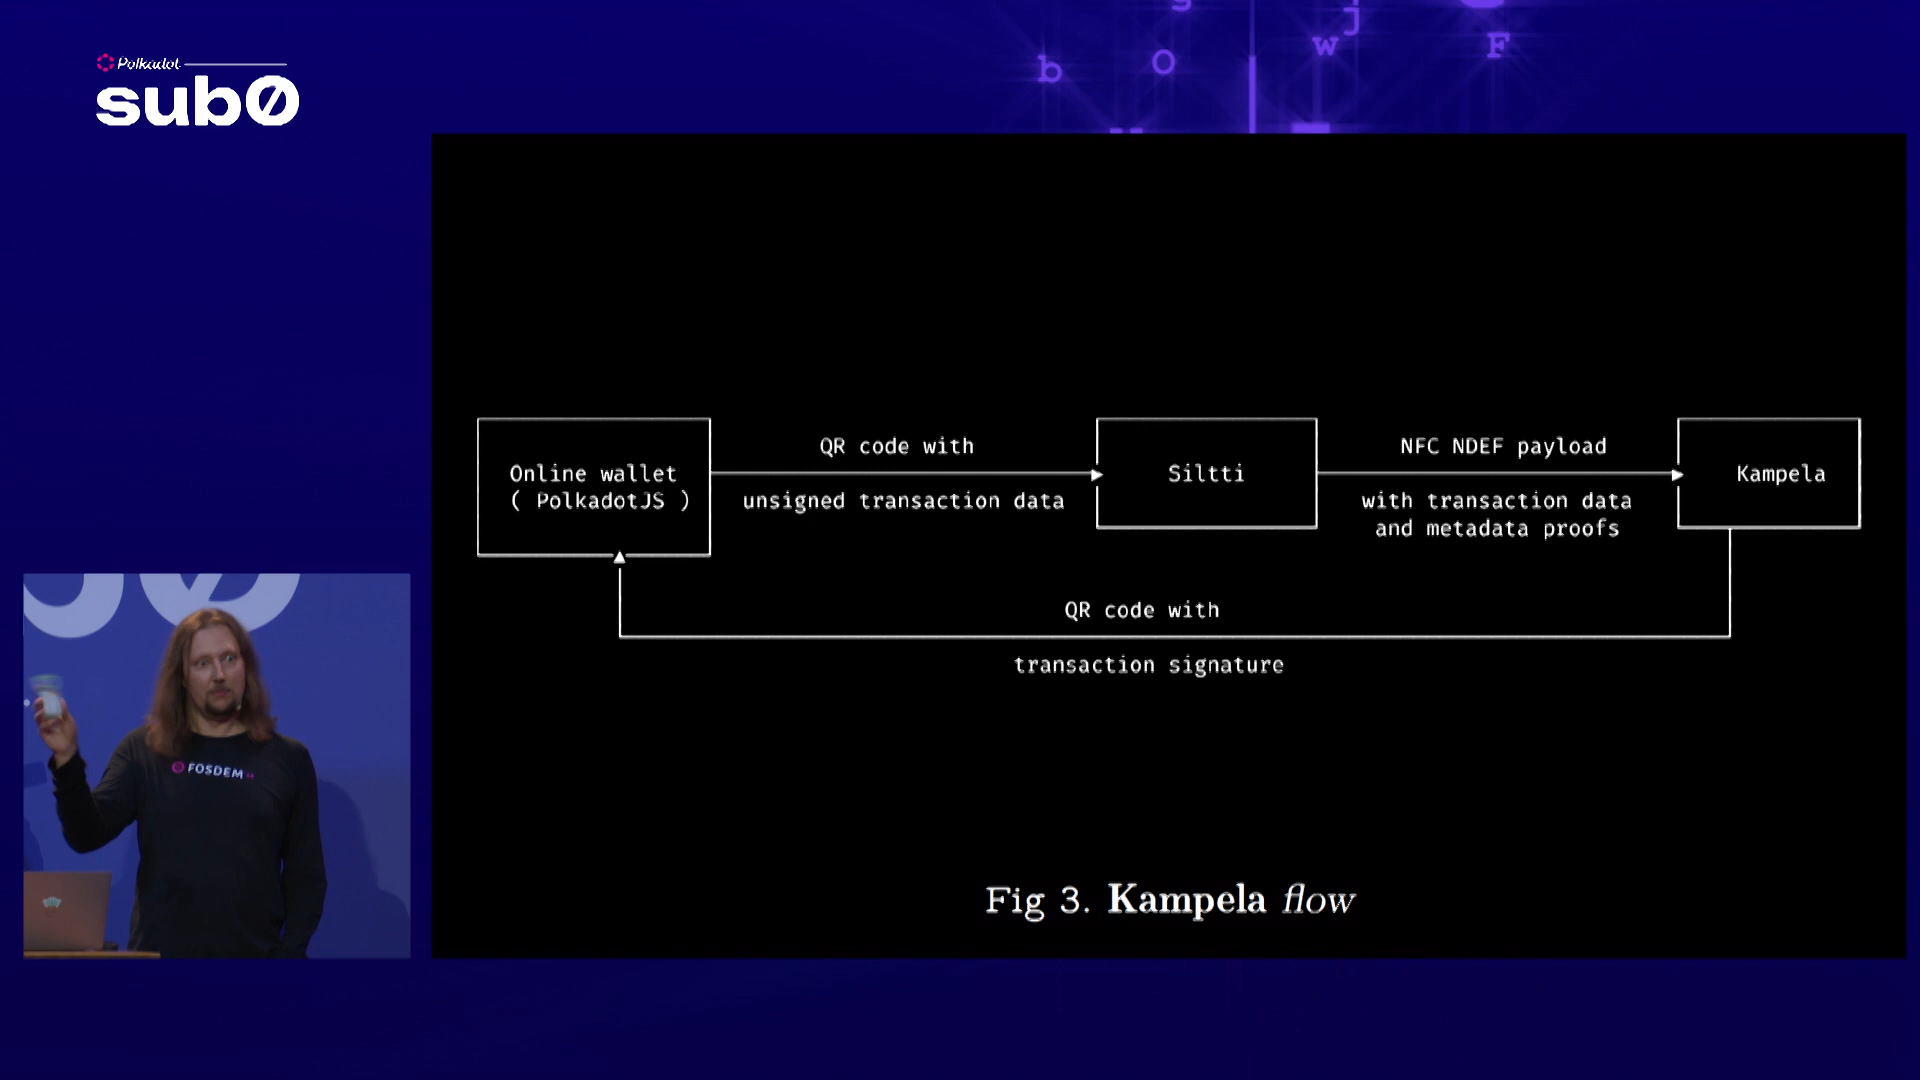 Polkadot
sub0
b
O
j
w
F
Online wallet
( PolkadotJS )
QR code with
unsigned transaction data
Siltti
NFC NDEF payload
with transaction data
and metadata proofs
Kampela
QR code with
transaction signature
FOSDEM
Fig 3. Kampela flow